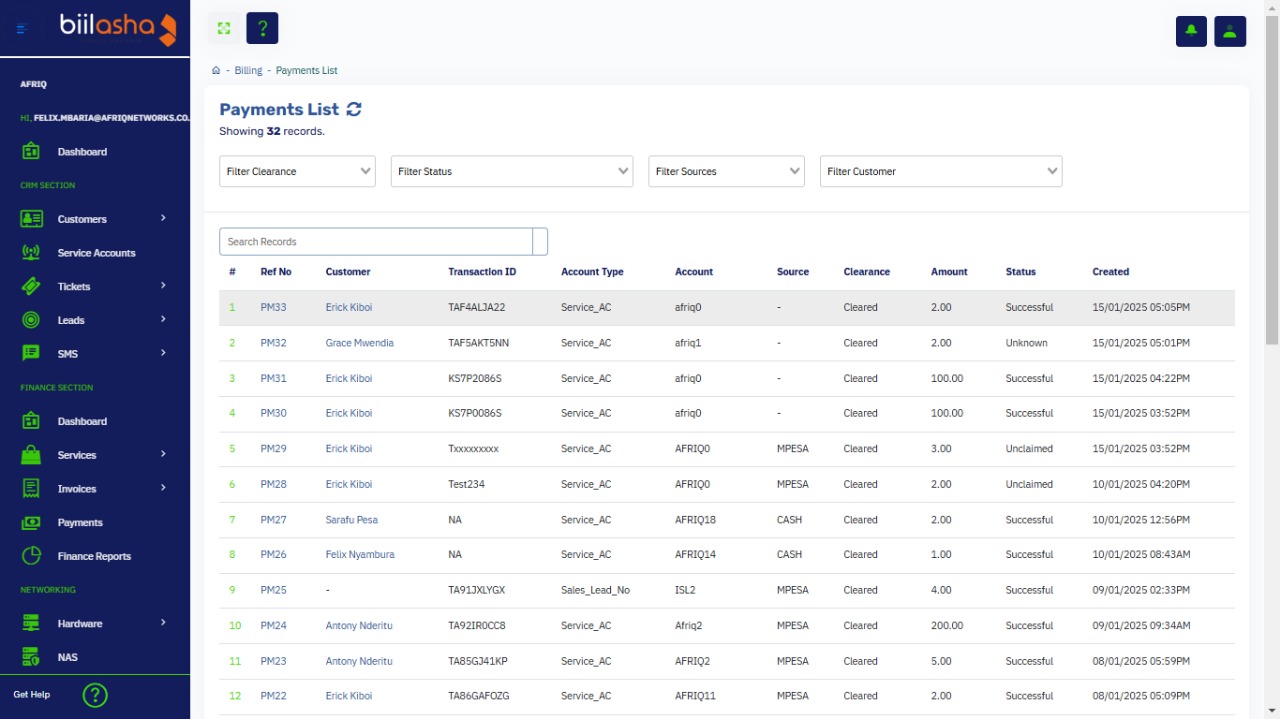 biilasha
?
Billing - Payments List
AFRIQ
HI, FELIX.MBARIA@AFRIQNETWORKS.CO.
Dashboard
CRM SECTION
Customers
Service Accounts
Tickets
Leads
SMS
FINANCE SECTION
Dashboard
Services
Invoices
Payments
Finance Reports
NETWORKING
Hardware
NAS
Get Help ?
Payments List
Showing 32 records.
Filter Clearance Filter Status Filter Sources Filter Customer
Search Records
# Ref No Customer Transaction ID Account Type Account Source Clearance Amount Status Created
1 PM33 Erick Kiboi TAF4ALJA22 Service_AC afriq0 - Cleared 2.00 Successful 15/01/2025 05:05PM
2 PM32 Grace Mwendia TAF5AKT5NN Service_AC afriq1 - Cleared 2.00 Unknown 15/01/2025 05:01PM
3 PM31 Erick Kiboi KS7P2086S Service_AC afriq0 - Cleared 100.00 Successful 15/01/2025 04:22PM
4 PM30 Erick Kiboi KS7P0086S Service_AC afriq0 - Cleared 100.00 Successful 15/01/2025 03:52PM
5 PM29 Erick Kiboi Txxxxxxxxx Service_AC AFRIQ0 MPESA Cleared 3.00 Unclaimed 15/01/2025 03:52PM
6 PM28 Erick Kiboi Test234 Service_AC AFRIQ0 MPESA Cleared 2.00 Unclaimed 10/01/2025 04:20PM
7 PM27 Sarafu Pesa NA Service_AC AFRIQ18 CASH Cleared 2.00 Successful 10/01/2025 12:56PM
8 PM26 Felix Nyambura NA Service_AC AFRIQ14 CASH Cleared 1.00 Successful 10/01/2025 08:43AM
9 PM25 - TA91JXLYGX Sales_Lead_No ISL2 MPESA Cleared 4.00 Successful 09/01/2025 02:33PM
10 PM24 Antony Nderitu TA92IR0CC8 Service_AC Afriq2 MPESA Cleared 200.00 Successful 09/01/2025 09:34AM
11 PM23 Antony Nderitu TA85GJ41KP Service_AC AFRIQ2 MPESA Cleared 5.00 Successful 08/01/2025 05:59PM
12 PM22 Erick Kiboi TA86GAFOZG Service_AC AFRIQ11 MPESA Cleared 2.00 Successful 08/01/2025 05:09PM